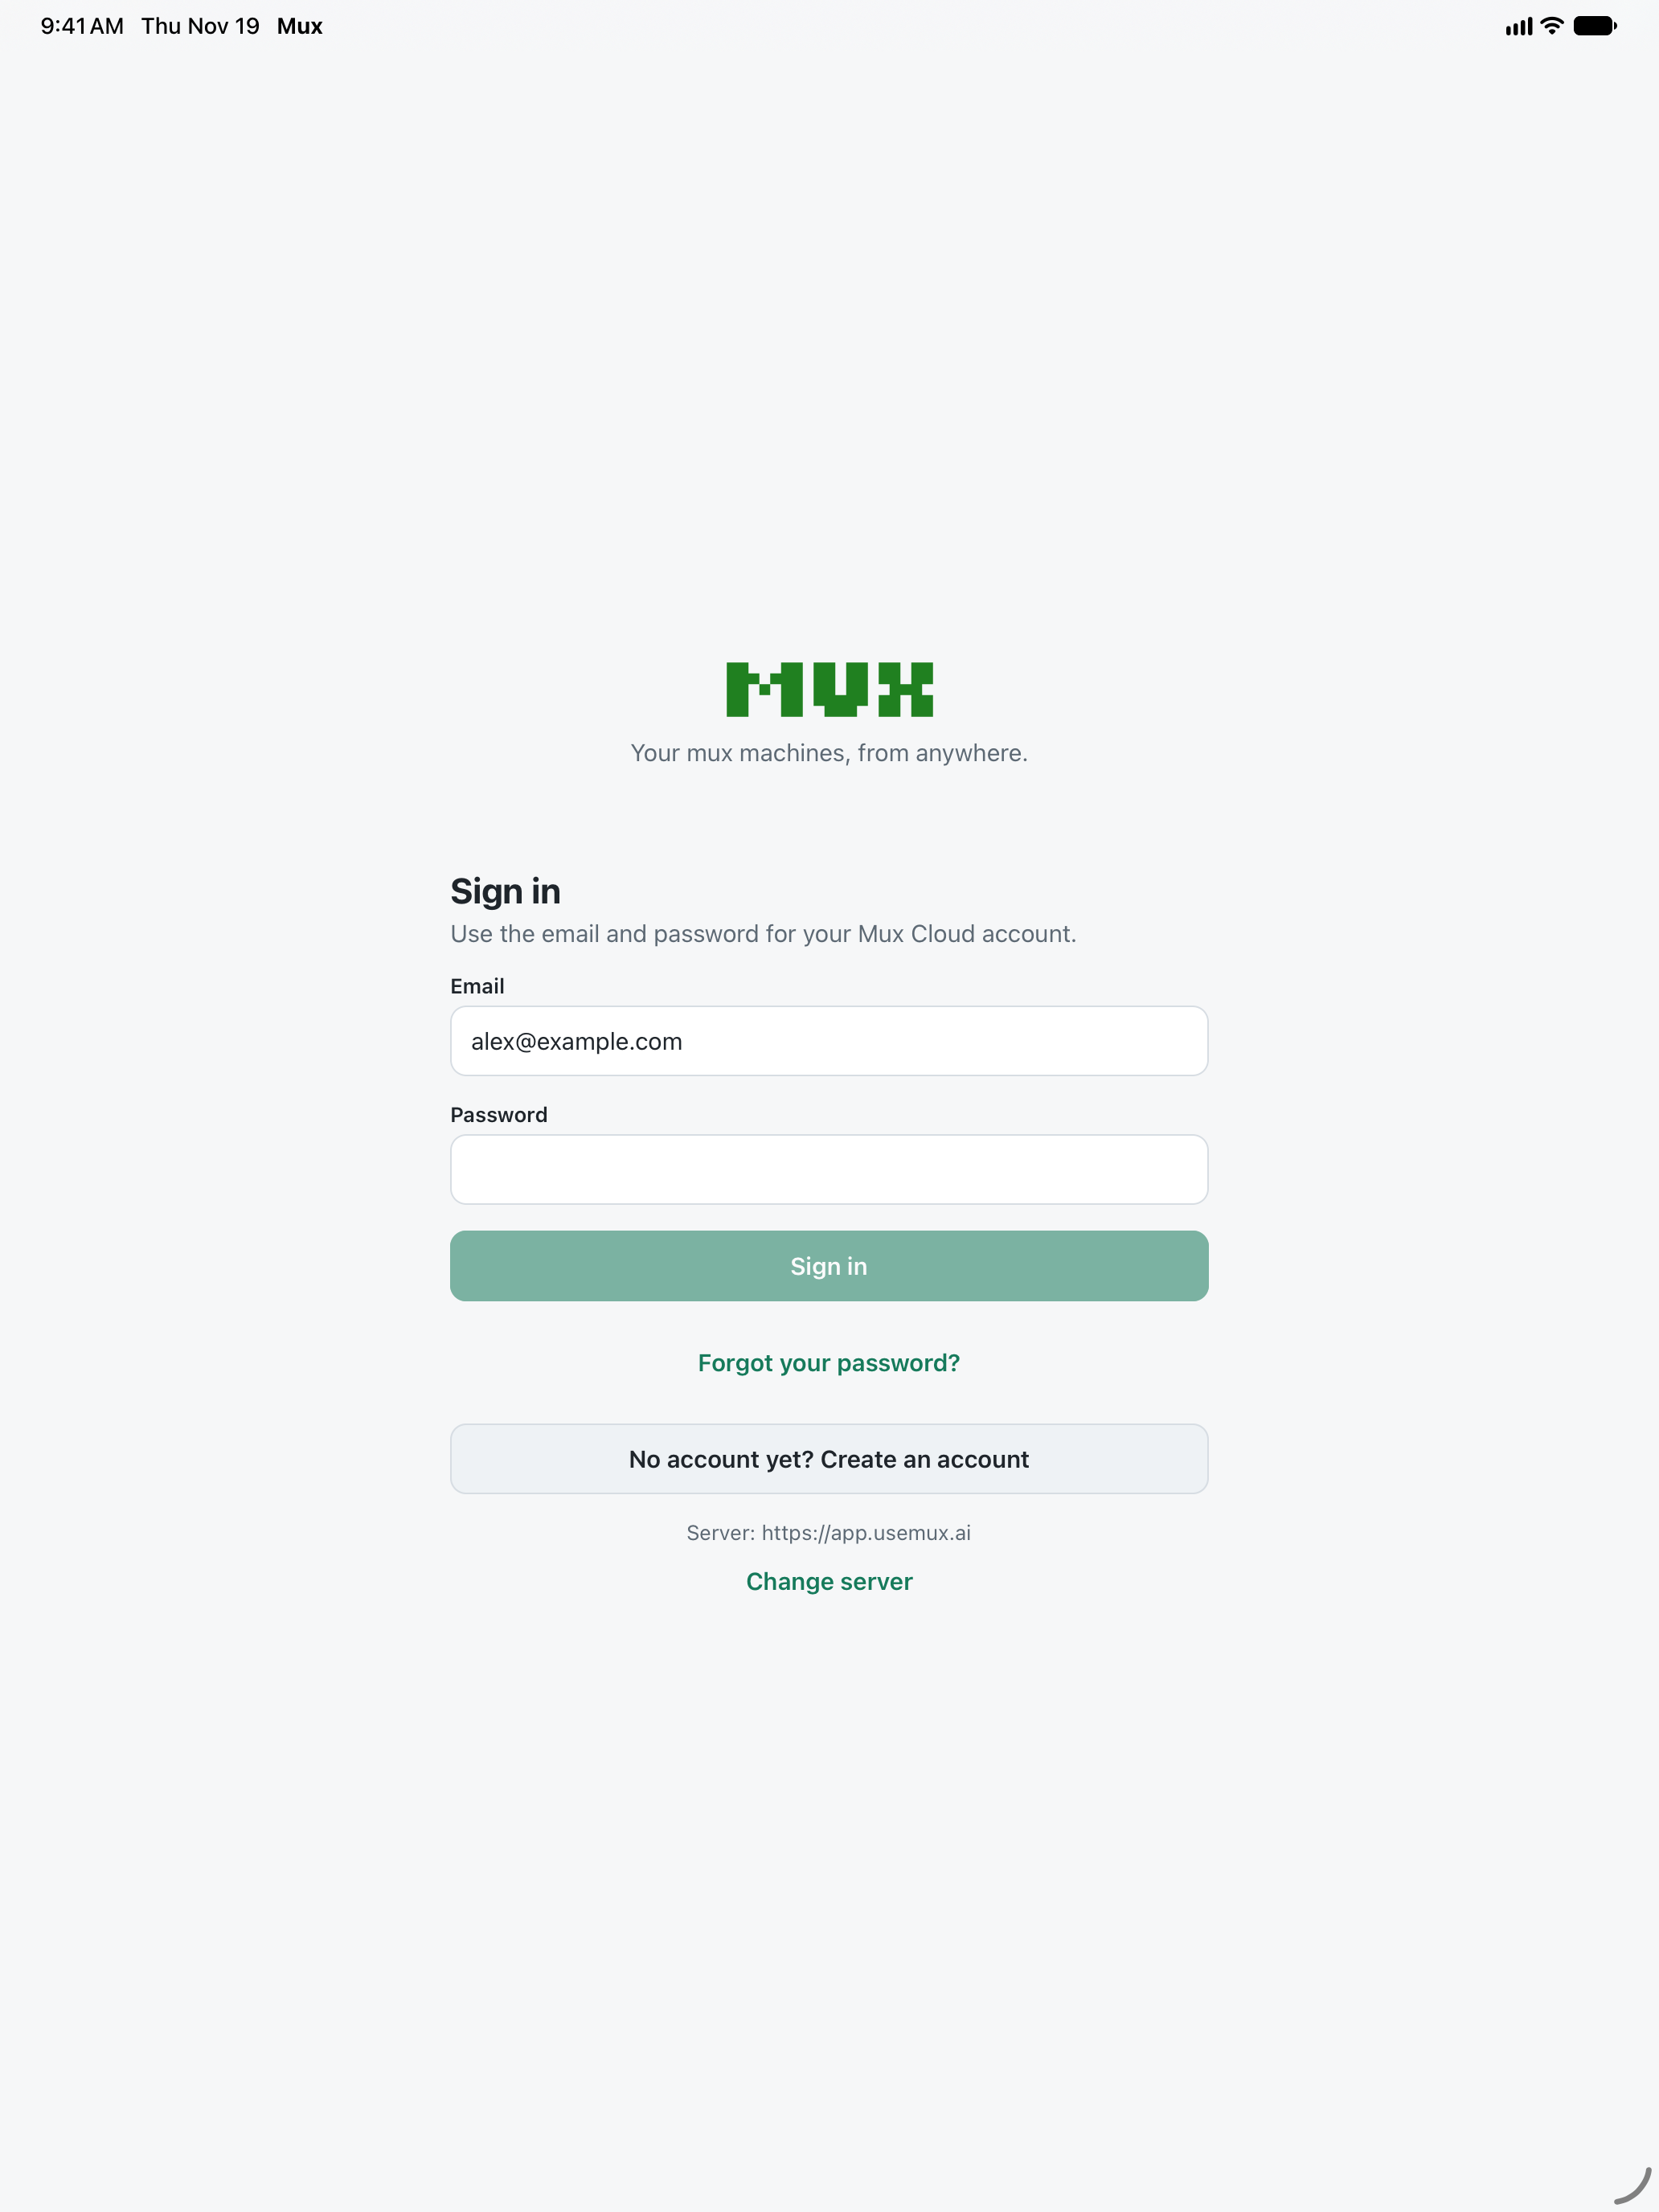 9:41 AM Thu Nov 19 Mux
MUX
Your mux machines, from anywhere.
Sign in
Use the email and password for your Mux Cloud account.
Email
alex@example.com
Password
Sign in
Forgot your password?
No account yet? Create an account
Server: https://app.usemux.ai
Change server